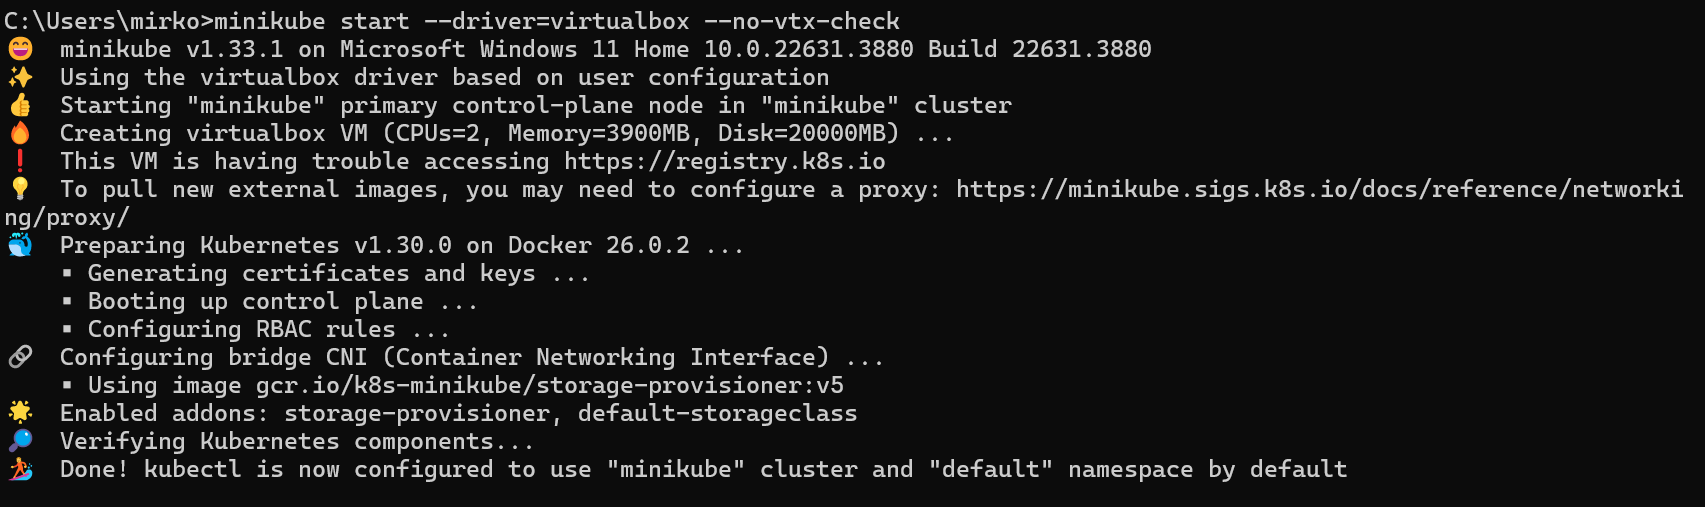 C:\Users\mirko>minikube start --driver=virtualbox --no-vtx-check
😄  minikube v1.33.1 on Microsoft Windows 11 Home 10.0.22631.3880 Build 22631.3880
✨  Using the virtualbox driver based on user configuration
👍  Starting "minikube" primary control-plane node in "minikube" cluster
🔥  Creating virtualbox VM (CPUs=2, Memory=3900MB, Disk=20000MB) ...
❗  This VM is having trouble accessing https://registry.k8s.io
💡  To pull new external images, you may need to configure a proxy: https://minikube.sigs.k8s.io/docs/reference/networki
ng/proxy/
🐳  Preparing Kubernetes v1.30.0 on Docker 26.0.2 ...
    ▪ Generating certificates and keys ...
    ▪ Booting up control plane ...
    ▪ Configuring RBAC rules ...
🔗  Configuring bridge CNI (Container Networking Interface) ...
    ▪ Using image gcr.io/k8s-minikube/storage-provisioner:v5
🌟  Enabled addons: storage-provisioner, default-storageclass
🔎  Verifying Kubernetes components...
🏄  Done! kubectl is now configured to use "minikube" cluster and "default" namespace by default